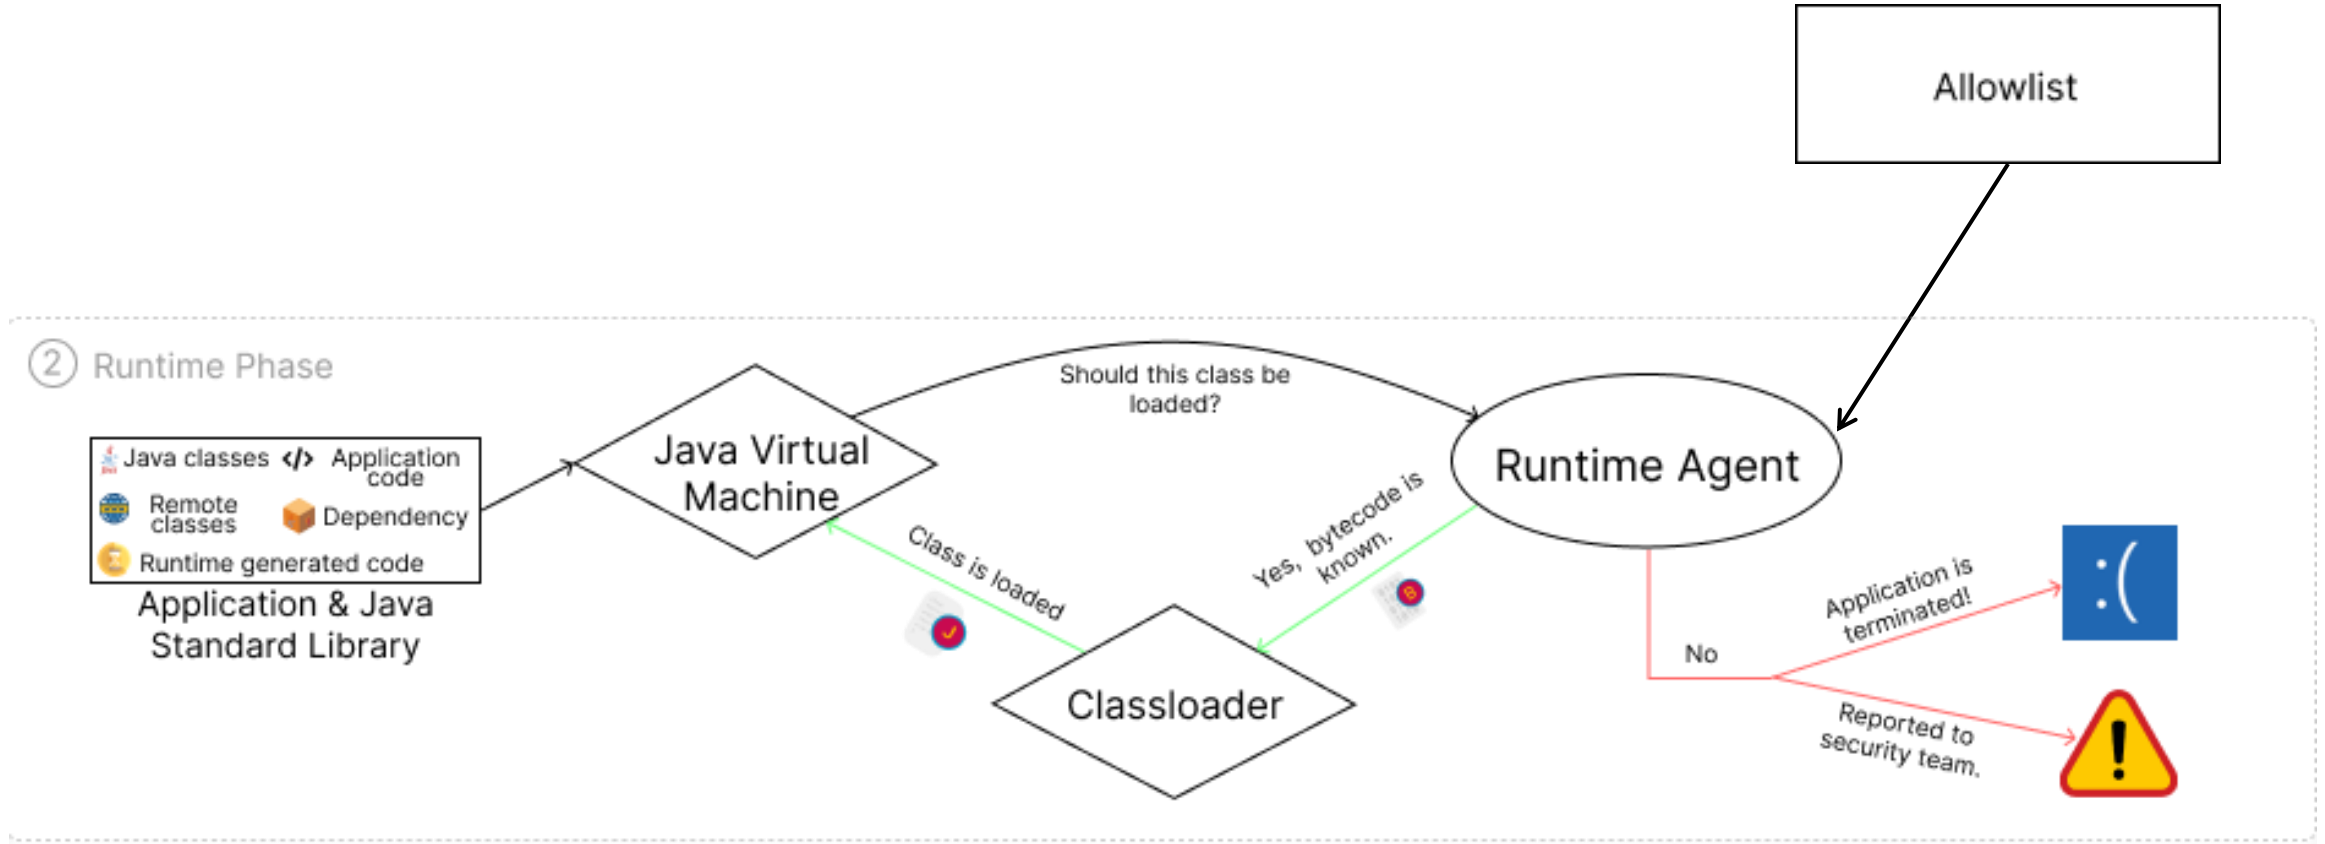 Allowlist
2 Runtime Phase
Should this class be
loaded?
Java Virtual
Machine
Runtime Agent
Java classes </> Application
code
Remote
classes
Dependency
Runtime generated code
Application & Java
Standard Library
Class is loaded
J
Yes, bytecode is
known.
B
Classloader
No
Application is
terminated!
:(
Reported to
security team.
!